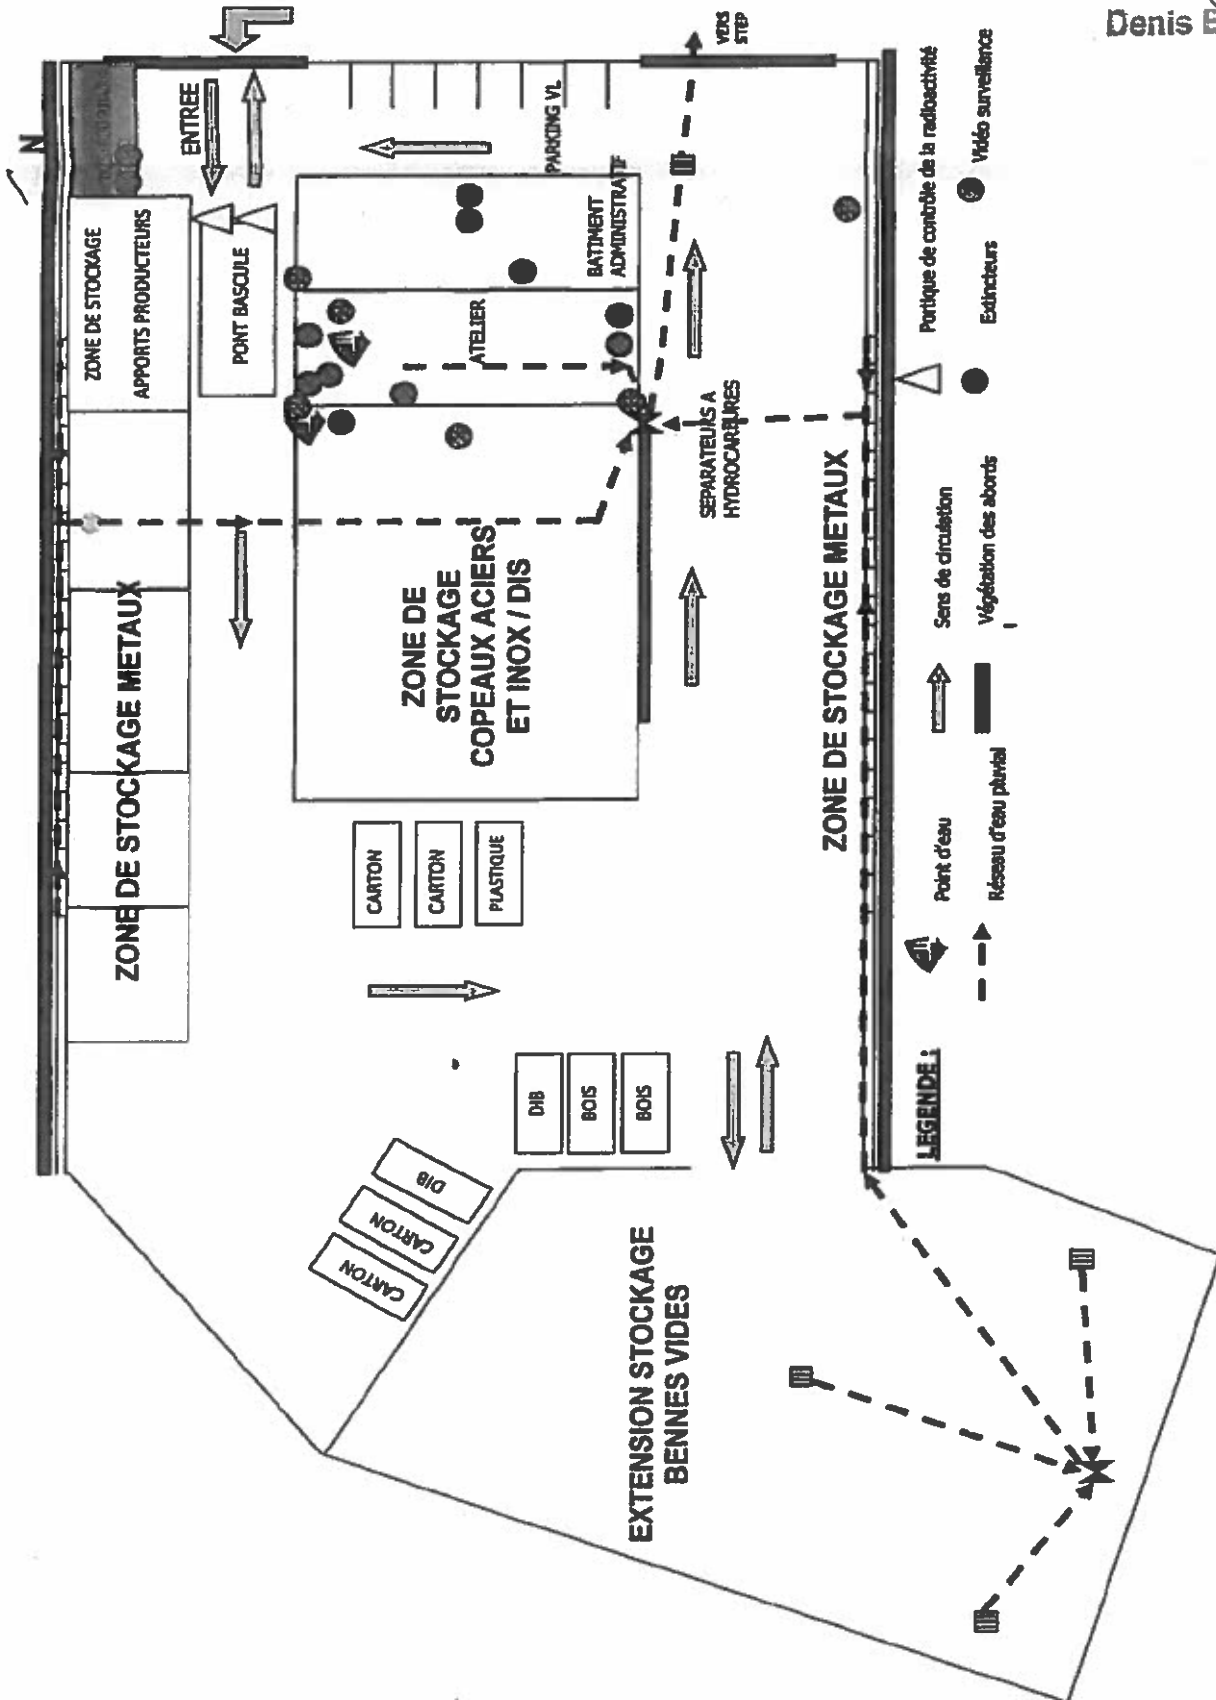 Denis
N
VERS
STEP
ENTREE
PARKING VL
ZONE DE STOCKAGE
APPORTS PRODUCTEURS
PONT BASCULE
BATIMENT
ADMINISTRATIF
ATELIER
SEPARATEURS A
HYDROCARBURES
ZONE DE STOCKAGE METAUX
ZONE DE
STOCKAGE
COPEAUX ACIERS
ET INOX / DIS
ZONE DE STOCKAGE METAUX
CARTON
CARTON
PLASTIQUE
DIB
BOIS
BOIS
DIB
CARTON
CARTON
EXTENSION STOCKAGE
BENNES VIDES
LEGENDE :
Point d'eau
Sens de circulation
Portique de contrôle de la radioactivité
Réseau d'eau pluvial
Végétation des abords
Extincteurs
Vidéo surveillance